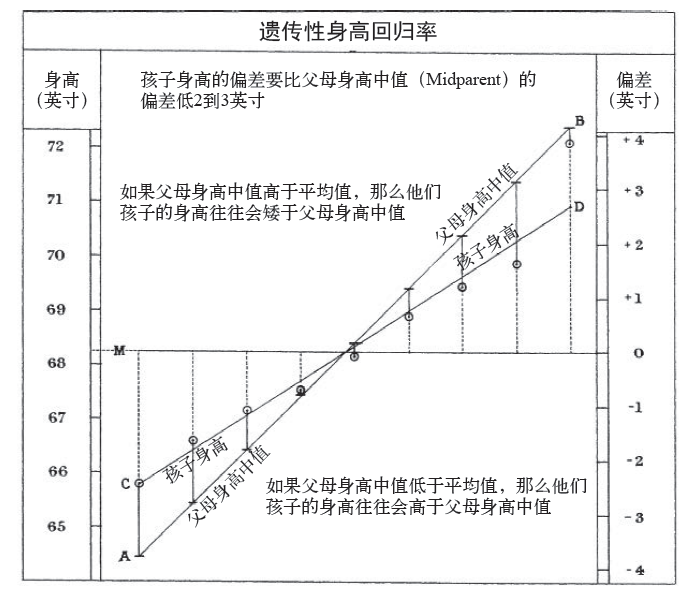 遗传性身高回归率
身高
（英寸）
孩子身高的偏差要比父母身高中值（Midparent）的
偏差低2到3英寸
偏差
（英寸）
B
72
+4
如果父母身高中值高于平均值，那么他们
孩子的身高往往会矮于父母身高中值
父母身高中值
71
+3
D
孩子身高
70
+2
69
+1
M
68
0
67
-1
66
-2
C
孩子身高
父母身高中值
如果父母身高中值低于平均值，那么他们
孩子的身高往往会高于父母身高中值
65
-3
A
-4